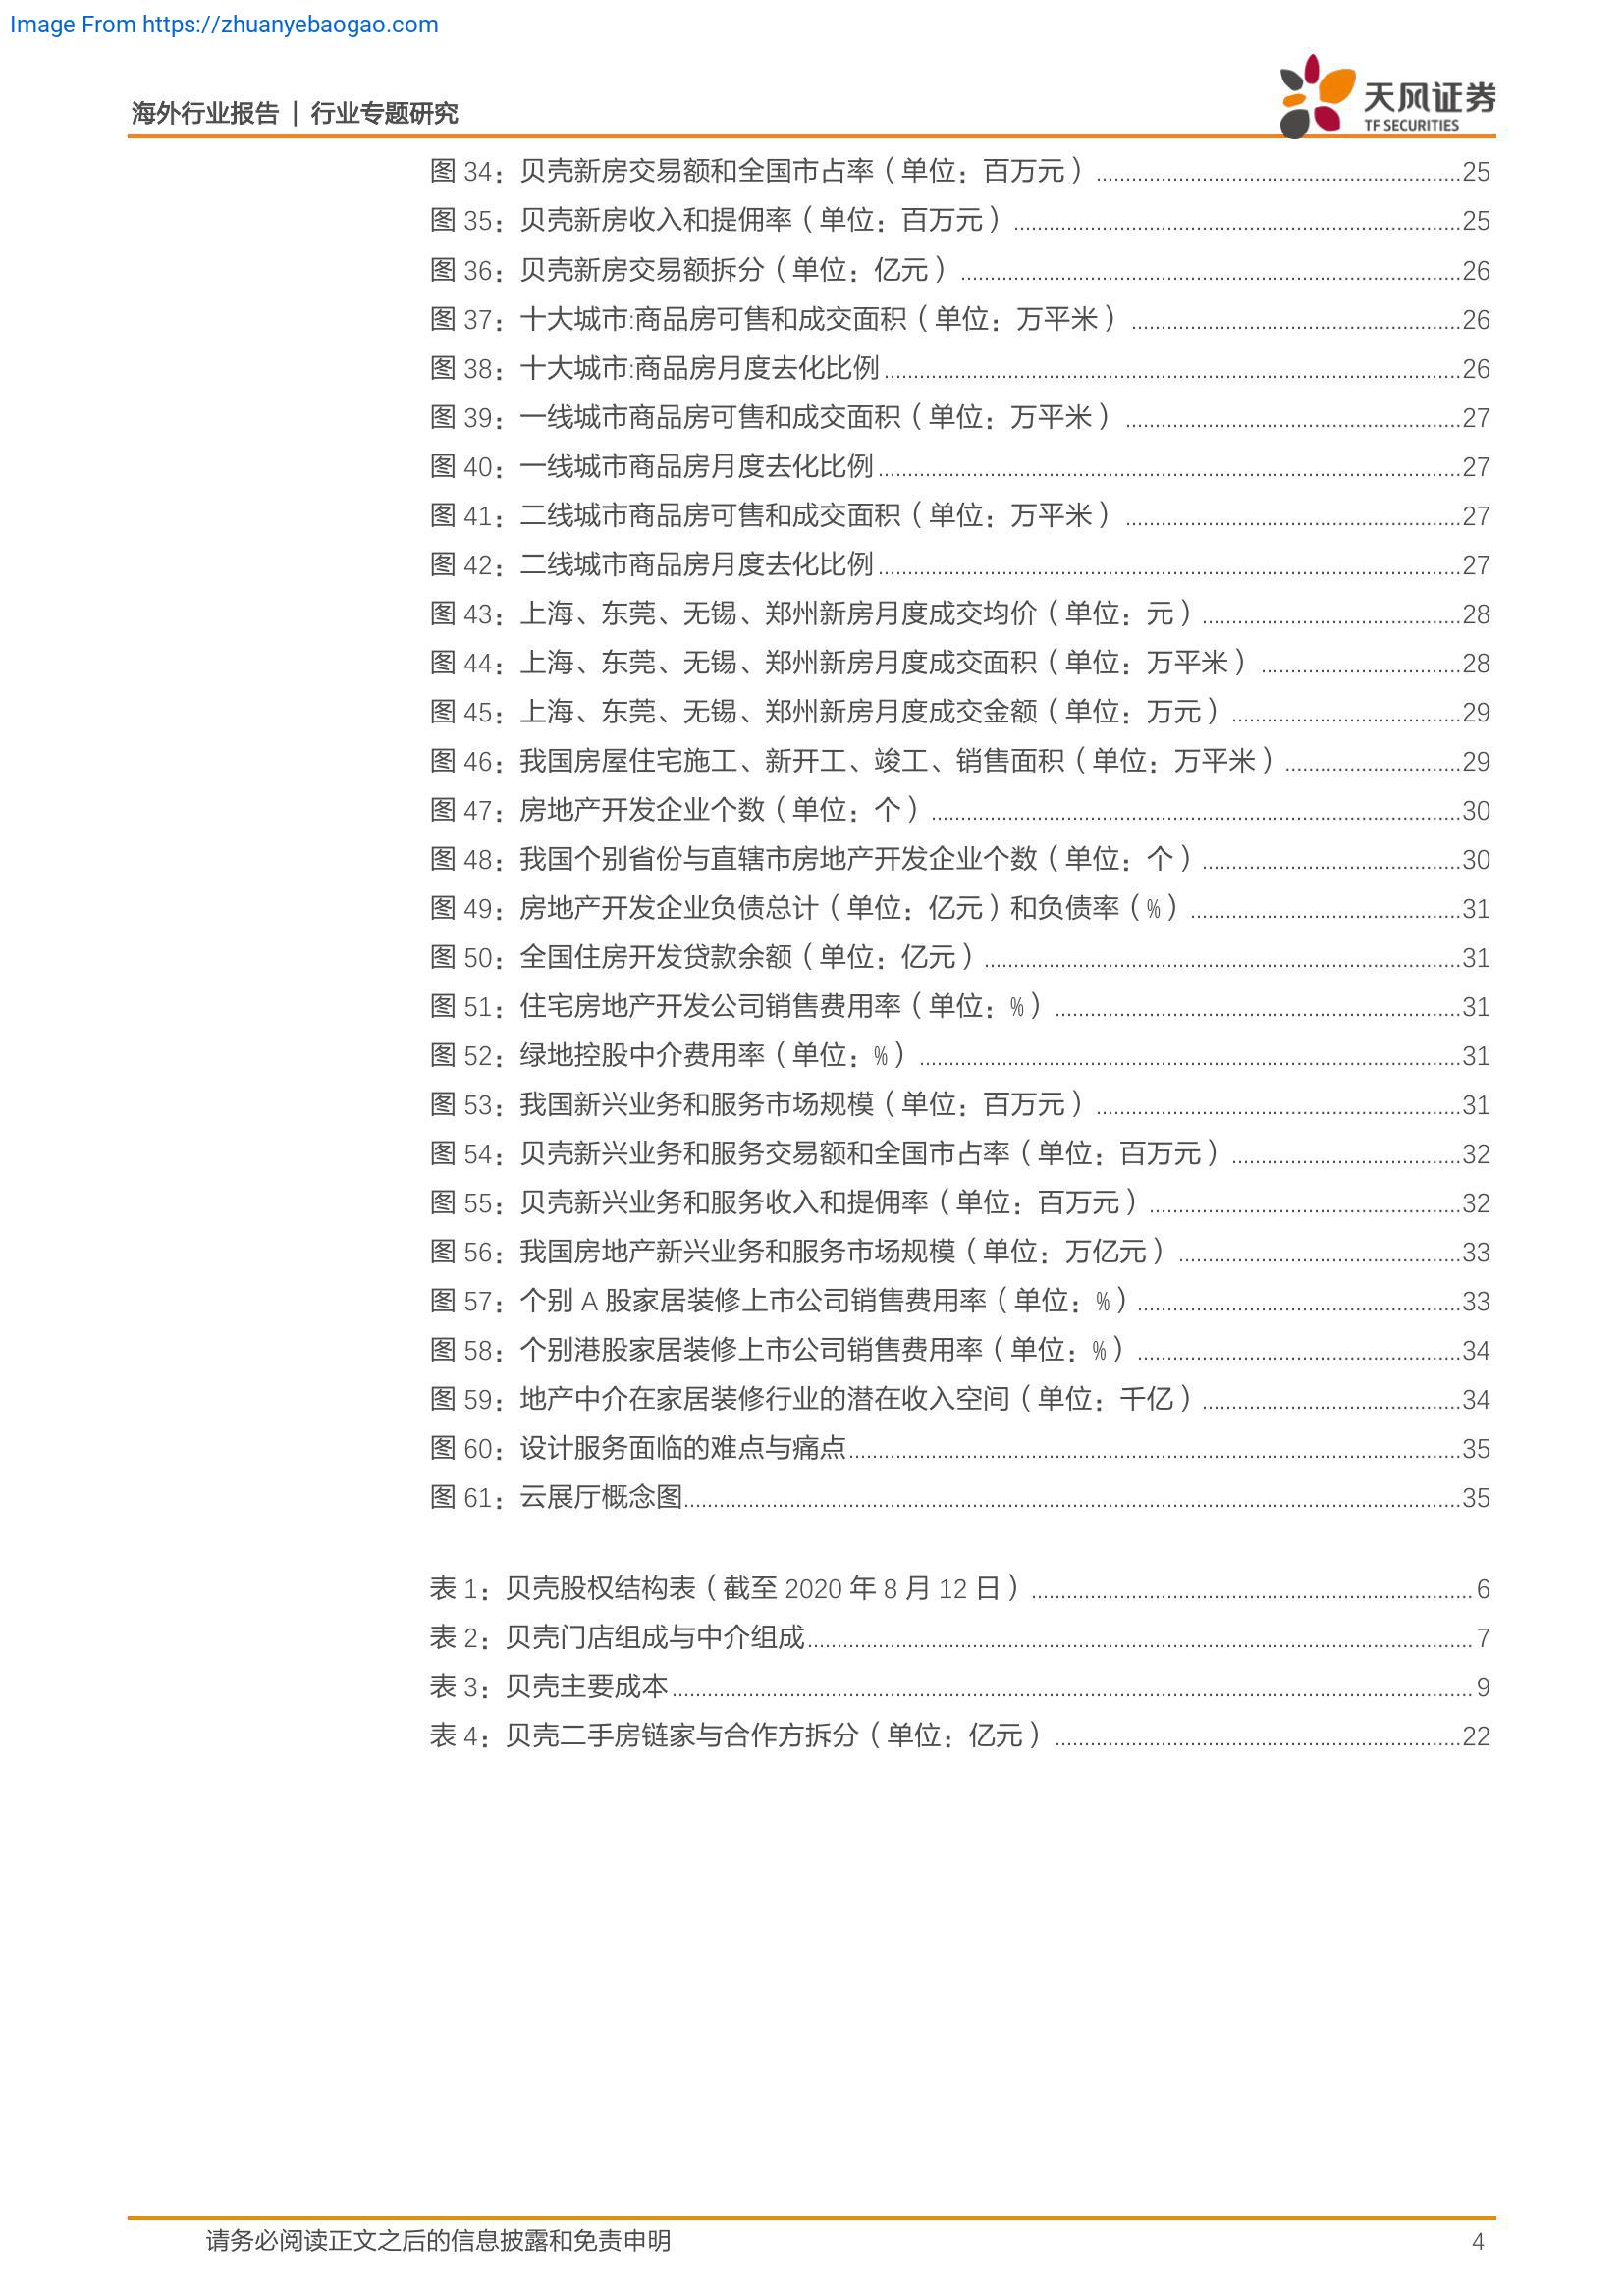 Image From https://zhuanyebaogao.com
海外行业报告 | 行业专题研究
天风证券
TF SECURITIES
图 34：贝壳新房交易额和全国市占率（单位：百万元）....................25
图 35：贝壳新房收入和提佣率（单位：百万元）....................25
图 36：贝壳新房交易额拆分（单位：亿元）....................26
图 37：十大城市:商品房可售和成交面积（单位：万平米）....................26
图 38：十大城市:商品房月度去化比例....................26
图 39：一线城市商品房可售和成交面积（单位：万平米）....................27
图 40：一线城市商品房月度去化比例....................27
图 41：二线城市商品房可售和成交面积（单位：万平米）....................27
图 42：二线城市商品房月度去化比例....................27
图 43：上海、东莞、无锡、郑州新房月度成交均价（单位：元）....................28
图 44：上海、东莞、无锡、郑州新房月度成交面积（单位：万平米）....................28
图 45：上海、东莞、无锡、郑州新房月度成交金额（单位：万元）....................29
图 46：我国房屋住宅施工、新开工、竣工、销售面积（单位：万平米）....................29
图 47：房地产开发企业个数（单位：个）....................30
图 48：我国个别省份与直辖市房地产开发企业个数（单位：个）....................30
图 49：房地产开发企业负债总计（单位：亿元）和负债率（%）....................31
图 50：全国住房开发贷款余额（单位：亿元）....................31
图 51：住宅房地产开发公司销售费用率（单位：%）....................31
图 52：绿地控股中介费用率（单位：%）....................31
图 53：我国新兴业务和服务市场规模（单位：百万元）....................31
图 54：贝壳新兴业务和服务交易额和全国市占率（单位：百万元）....................32
图 55：贝壳新兴业务和服务收入和提佣率（单位：百万元）....................32
图 56：我国房地产新兴业务和服务市场规模（单位：万亿元）....................33
图 57：个别 A 股家居装修上市公司销售费用率（单位：%）....................33
图 58：个别港股家居装修上市公司销售费用率（单位：%）....................34
图 59：地产中介在家居装修行业的潜在收入空间（单位：千亿）....................34
图 60：设计服务面临的难点与痛点....................35
图 61：云展厅概念图....................35
表 1：贝壳股权结构表（截至 2020 年 8 月 12 日）....................6
表 2：贝壳门店组成与中介组成....................7
表 3：贝壳主要成本....................9
表 4：贝壳二手房链家与合作方拆分（单位：亿元）....................22
请务必阅读正文之后的信息披露和免责申明 4